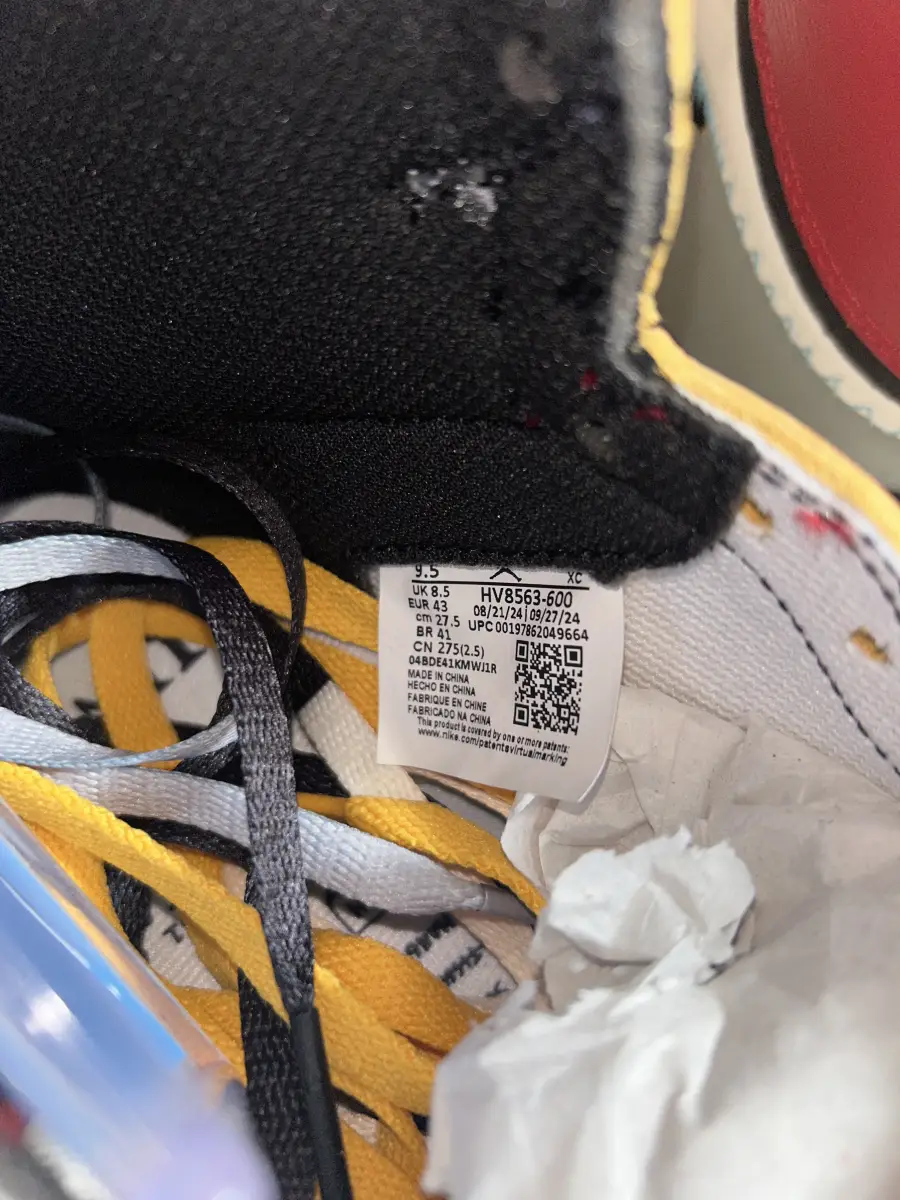 9.5 XC
UK 8.5 HV8563-600
EUR 43 08/21/24|09/27/24
cm 27.5 UPC 00197862049664
BR 41
CN 275(2.5)
04BDE41KMWJ1R
MADE IN CHINA
HECHO EN CHINA
FABRIQUE EN CHINE
FABRICADO NA CHINA
This product is covered by one or more patents:
www.nike.com/patentsvirtualmarking